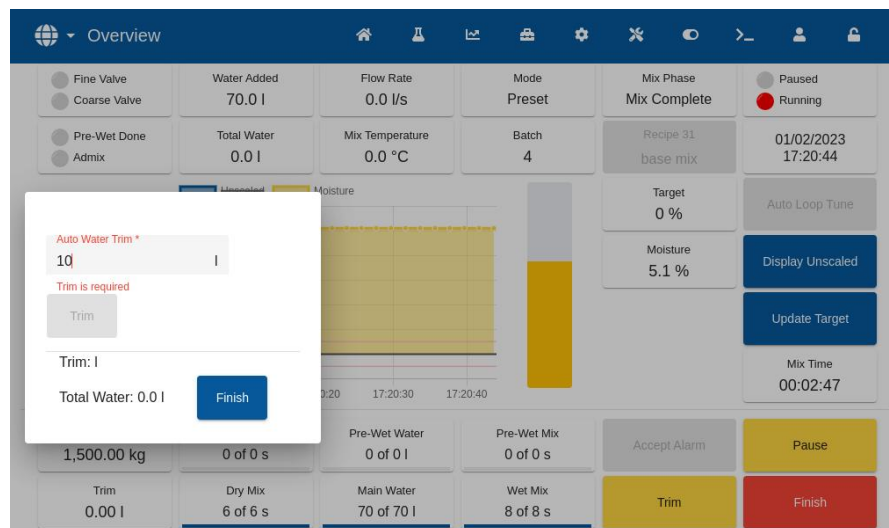 Overview
Fine Valve
Coarse Valve
Water Added
70.0 l
Flow Rate
0.0 l/s
Mode
Preset
Mix Phase
Mix Complete
Paused
Running
Pre-Wet Done
Admix
Total Water
0.0 l
Mix Temperature
0.0 °C
Batch
4
Recipe 31
base mix
01/02/2023
17:20:44
Unscaled
Moisture
Target
0 %
Auto Loop Tune
Moisture
5.1 %
Display Unscaled
Update Target
Mix Time
00:02:47
Auto Water Trim *
10 l
Trim is required
Trim
Trim: l
Total Water: 0.0 l
Finish
0:20 17:20:30 17:20:40
1,500.00 kg
0 of 0 s
Pre-Wet Water
0 of 0 l
Pre-Wet Mix
0 of 0 s
Accept Alarm
Pause
Trim
0.00 l
Dry Mix
6 of 6 s
Main Water
70 of 70 l
Wet Mix
8 of 8 s
Trim
Finish